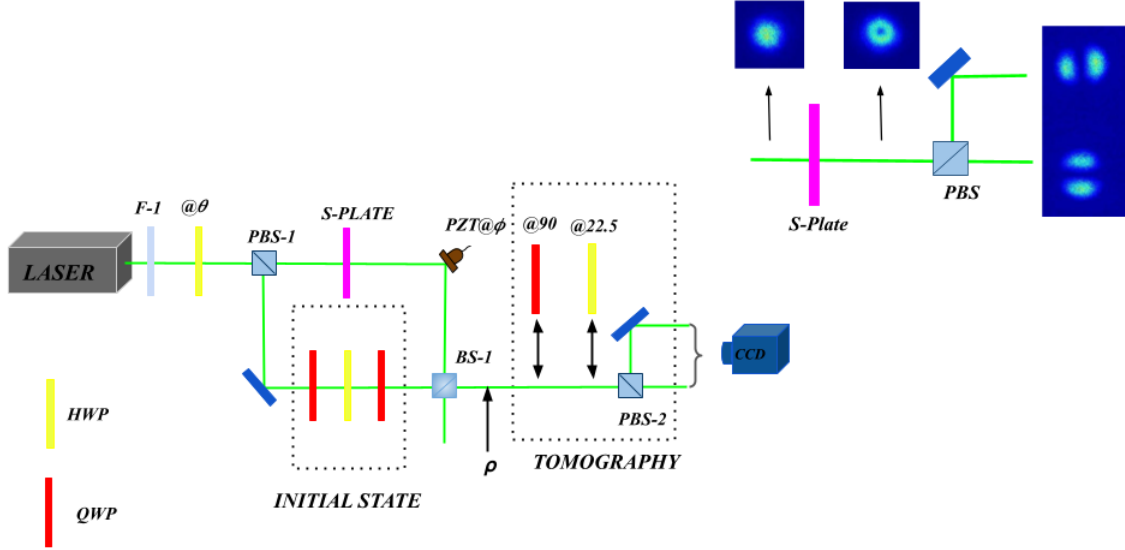 PBS
S-Plate
F-1
@θ
S-PLATE
PZT@ϕ
@90
@22.5
PBS-1
LASER
INITIAL STATE
BS-1
CCD
PBS-2
HWP
TOMOGRAPHY
ρ
QWP